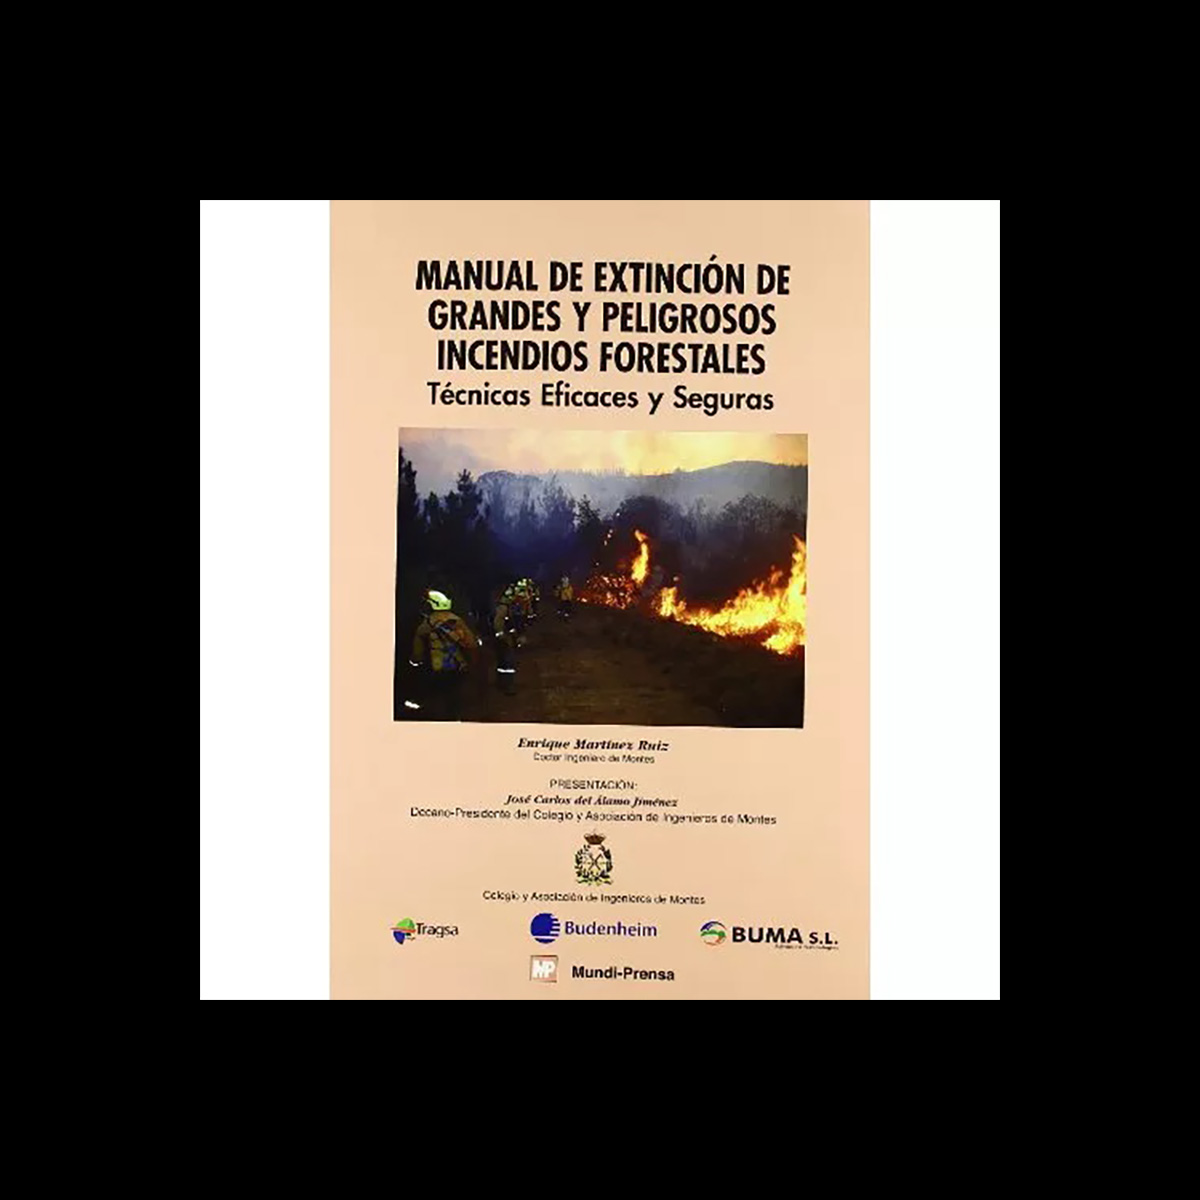 MANUAL DE EXTINCIÓN DE
GRANDES Y PELIGROSOS
INCENDIOS FORESTALES
Técnicas Eficaces y Seguras
Enrique Martínez Ruiz
Doctor Ingeniero de Montes
PRESENTACIÓN:
José Carlos del Álamo Jiménez
Decano-Presidente del Colegio y Asociación de Ingenieros de Montes
Colegio y Asociación de Ingenieros de Montes
Tragsa
Budenheim
BUMA S.L.
MP Mundi-Prensa